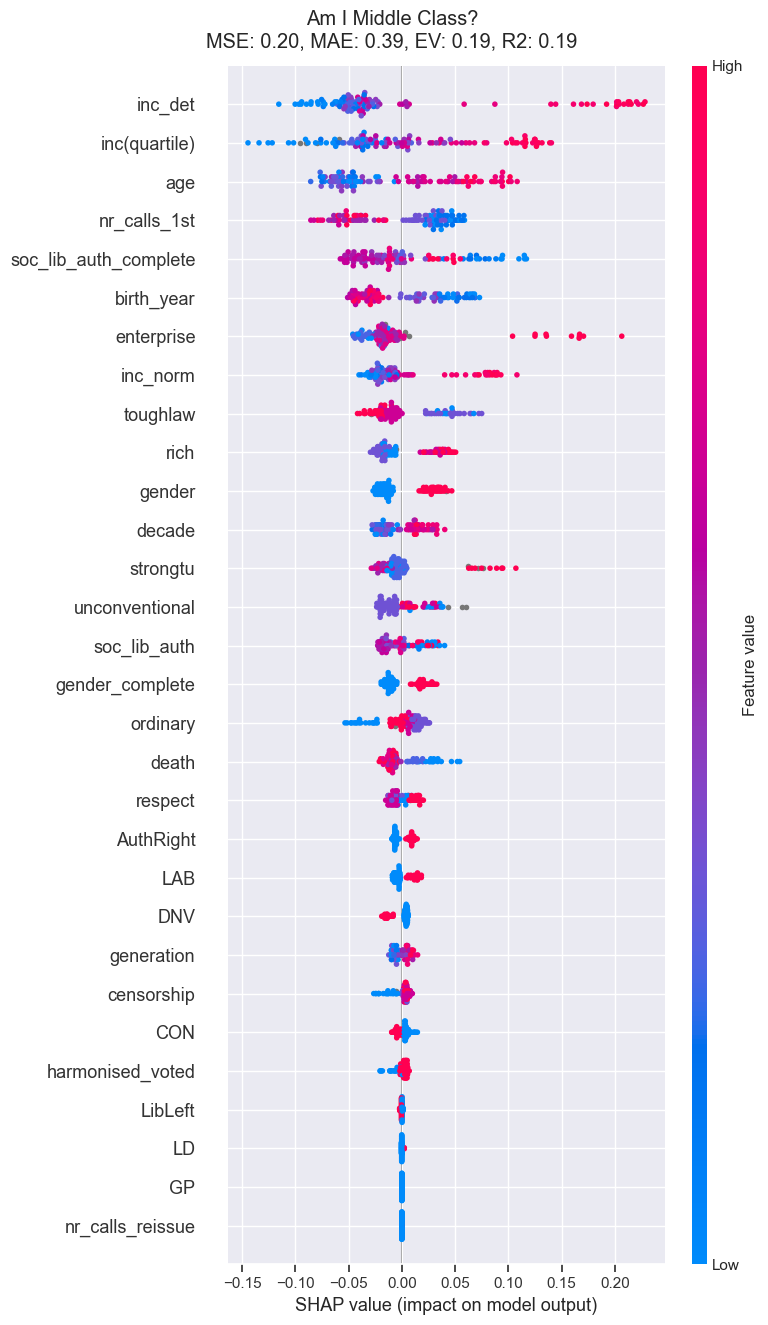 Am I Middle Class?
MSE: 0.20, MAE: 0.39, EV: 0.19, R2: 0.19
High
inc_det
inc(quartile)
age
nr_calls_1st
soc_lib_auth_complete
birth_year
enterprise
inc_norm
toughlaw
rich
gender
decade
strongtu
unconventional
soc_lib_auth
gender_complete
ordinary
death
respect
AuthRight
LAB
DNV
generation
censorship
CON
harmonised_voted
LibLeft
LD
GP
nr_calls_reissue
Feature value
Low
−0.15 −0.10 −0.05 0.00 0.05 0.10 0.15 0.20
SHAP value (impact on model output)